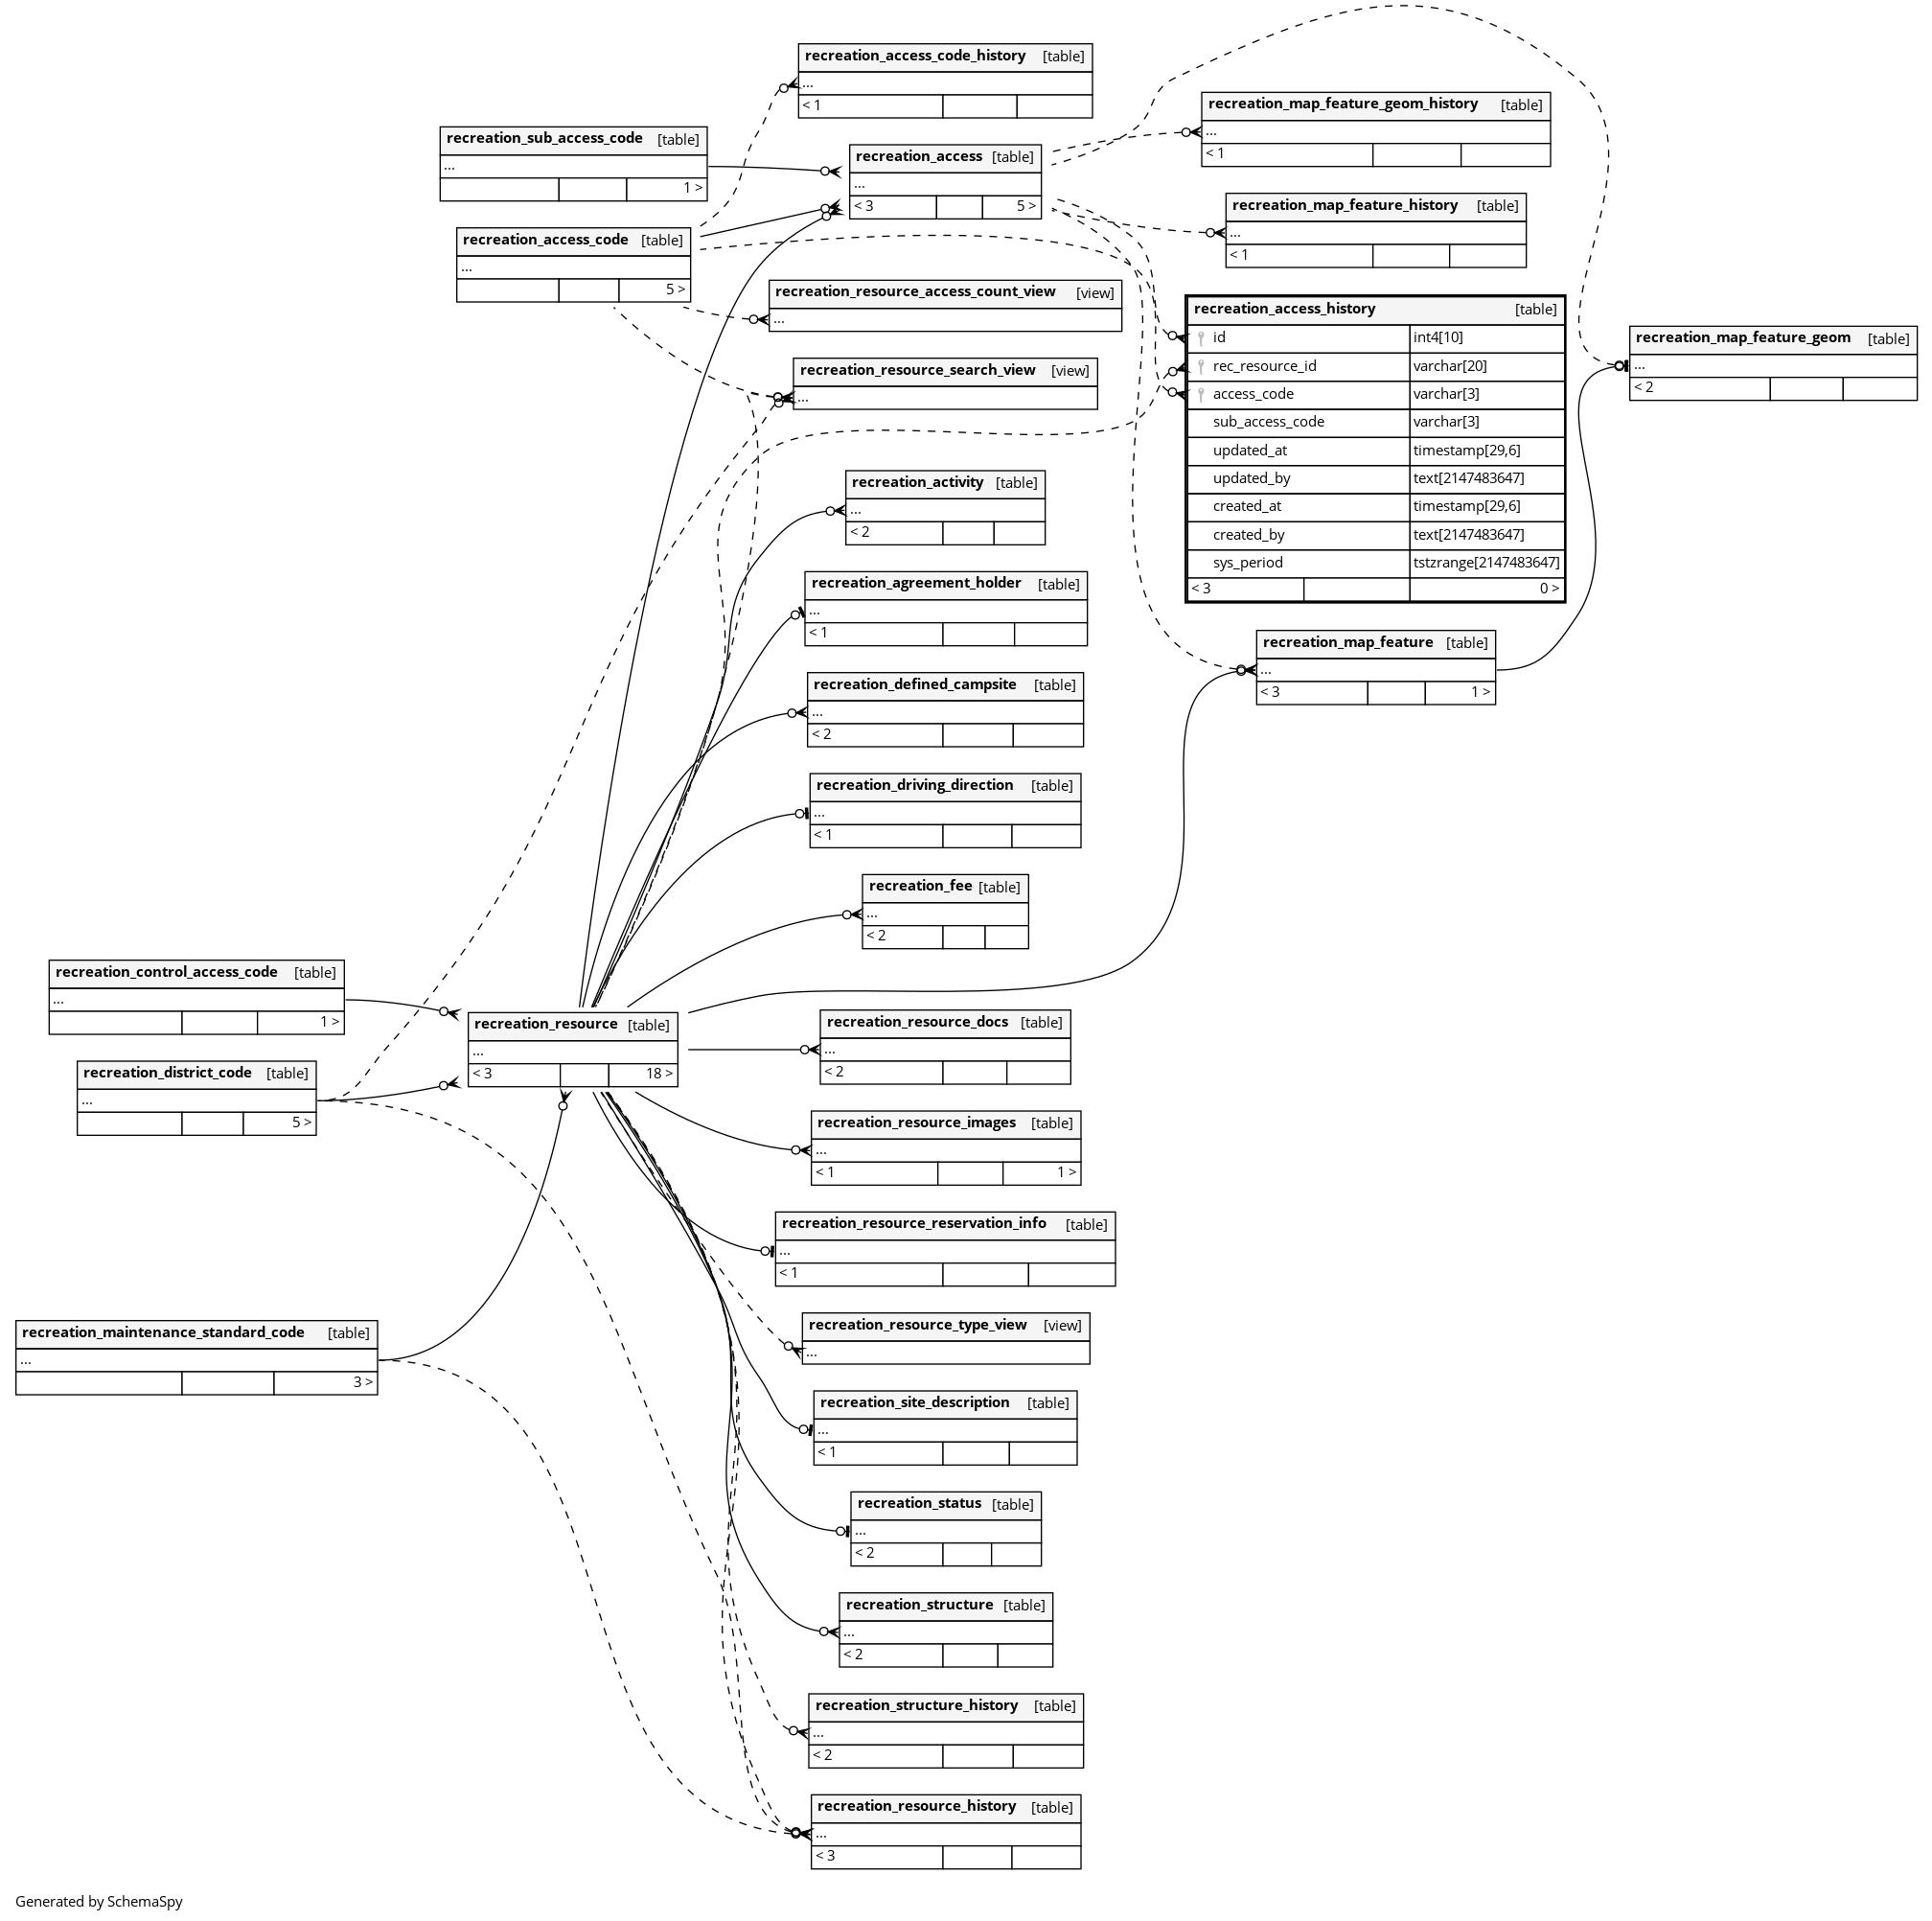 recreation_access_code_history [table]
...
< 1
recreation_map_feature_geom_history [table]
...
< 1
recreation_sub_access_code [table]
...
1 >
recreation_access [table]
...
< 3 5 >
recreation_map_feature_history [table]
...
< 1
recreation_access_code [table]
...
5 >
recreation_resource_access_count_view [view]
...
recreation_access_history [table]
id int4[10]
rec_resource_id varchar[20]
access_code varchar[3]
sub_access_code varchar[3]
updated_at timestamp[29,6]
updated_by text[2147483647]
created_at timestamp[29,6]
created_by text[2147483647]
sys_period tstzrange[2147483647]
< 3 0 >
recreation_map_feature_geom [table]
...
< 2
recreation_resource_search_view [view]
...
recreation_activity [table]
...
< 2
recreation_agreement_holder [table]
...
< 1
recreation_map_feature [table]
...
< 3 1 >
recreation_defined_campsite [table]
...
< 2
recreation_driving_direction [table]
...
< 1
recreation_fee [table]
...
< 2
recreation_control_access_code [table]
...
1 >
recreation_resource [table]
...
< 3 18 >
recreation_resource_docs [table]
...
< 2
recreation_district_code [table]
...
5 >
recreation_resource_images [table]
...
< 1 1 >
recreation_resource_reservation_info [table]
...
< 1
recreation_resource_type_view [view]
...
recreation_maintenance_standard_code [table]
...
3 >
recreation_site_description [table]
...
< 1
recreation_status [table]
...
< 2
recreation_structure [table]
...
< 2
recreation_structure_history [table]
...
< 2
recreation_resource_history [table]
...
< 3
Generated by SchemaSpy